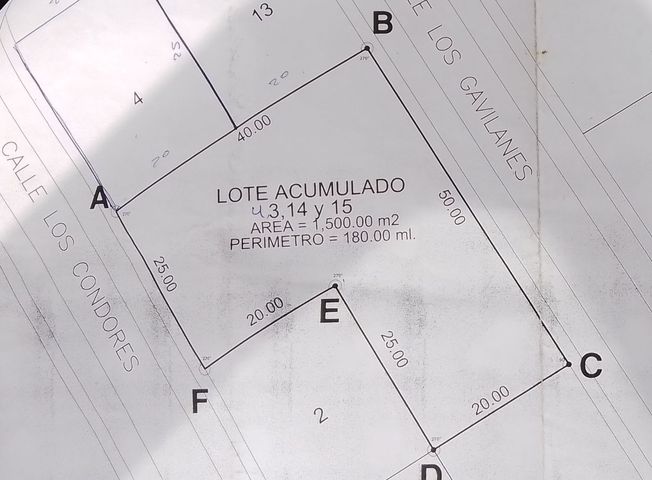 13
B
CALLE LOS GAVILANES
25
20
4
20
40.00
A
LOTE ACUMULADO
4,3,14 y 15
AREA = 1,500.00 m2
PERIMETRO = 180.00 ml.
50.00
CALLE LOS CONDORES
25.00
20.00
E
25.00
F
2
20.00
C
D